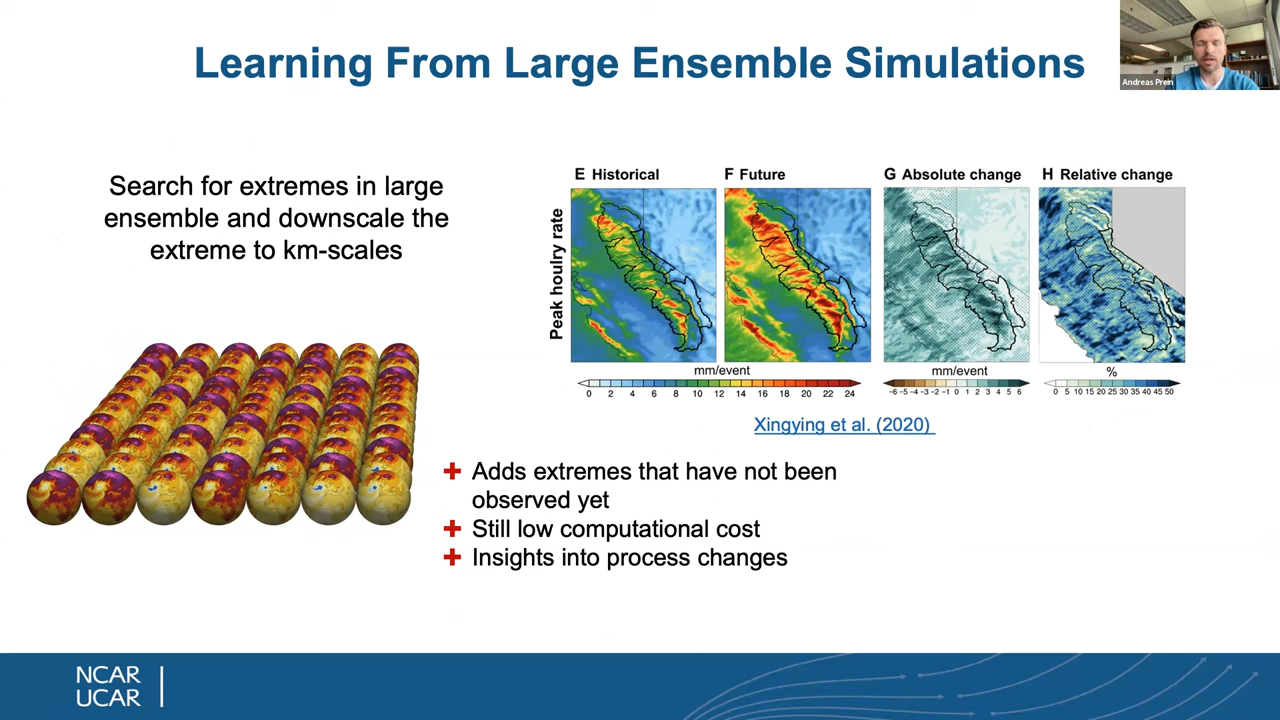 Learning From Large Ensemble Simulations
Andreas Prein
Search for extremes in large
ensemble and downscale the
extreme to km-scales
E Historical
F Future
G Absolute change
H Relative change
Peak houlry rate
mm/event
0 2 4 6 8 10 12 14 16 18 20 22 24
mm/event
-6 -5 -4 -3 -2 -1 0 1 2 3 4 5 6
%
0 5 10 15 20 25 30 35 40 45 50
Xingying et al. (2020)
+ Adds extremes that have not been
observed yet
+ Still low computational cost
+ Insights into process changes
NCAR
UCAR